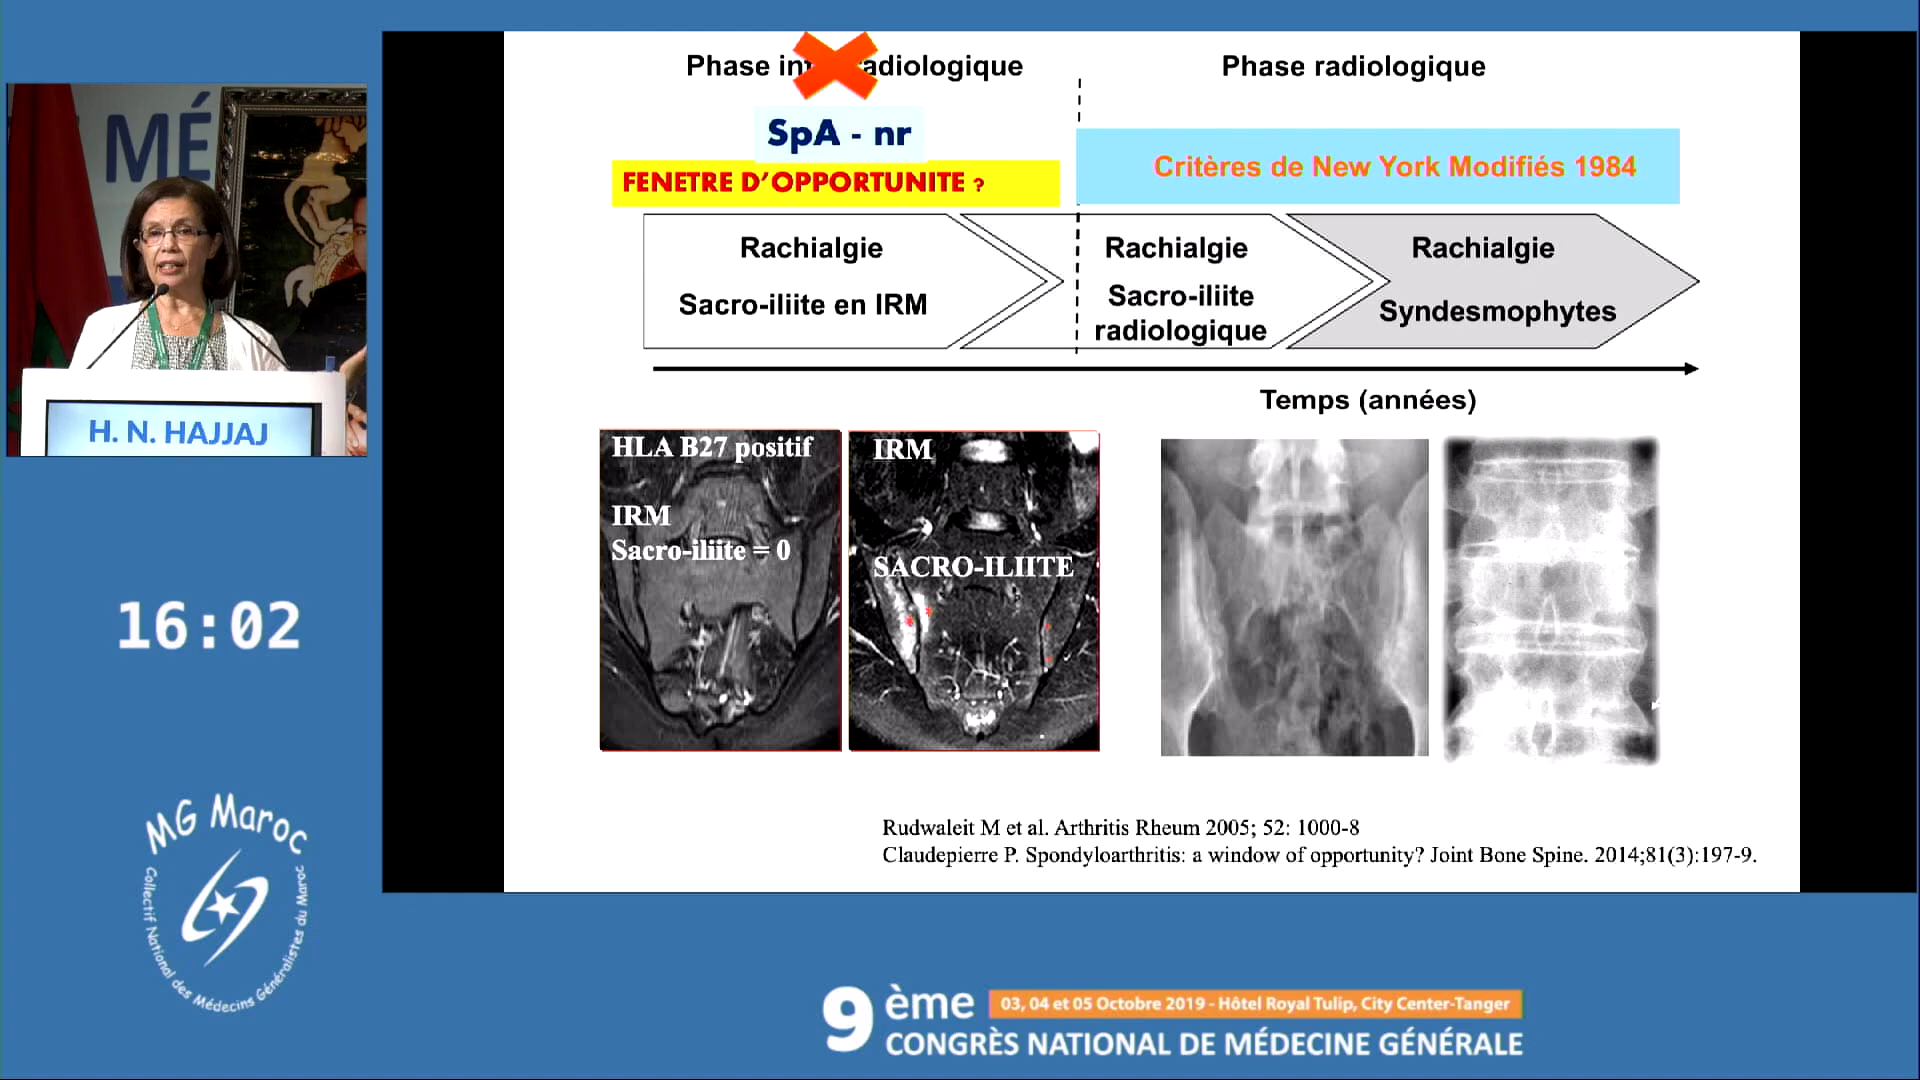 Phase radiologique
SpA - nr
FENETRE D'OPPORTUNITE ?
Critères de New York Modifiés 1984
Rachialgie
Sacro-iliite en IRM
Rachialgie
Sacro-iliite
radiologique
Rachialgie
Syndesmophytes
Temps (années)
HLA B27 positif
IRM
Sacro-iliite = 0
IRM
SACRO-ILIITE
Rudwaleit M et al. Arthritis Rheum 2005; 52: 1000-8
Claudepierre P. Spondyloarthritis: a window of opportunity? Joint Bone Spine. 2014;81(3):197-9.
MÉ
H. N. HAJJAJ
16:02
MG Maroc
Collectif National des Médecins Généralistes du Maroc
9 ème
03, 04 et 05 Octobre 2019 - Hôtel Royal Tulip, City Center-Tanger
CONGRÈS NATIONAL DE MÉDECINE GÉNÉRALE